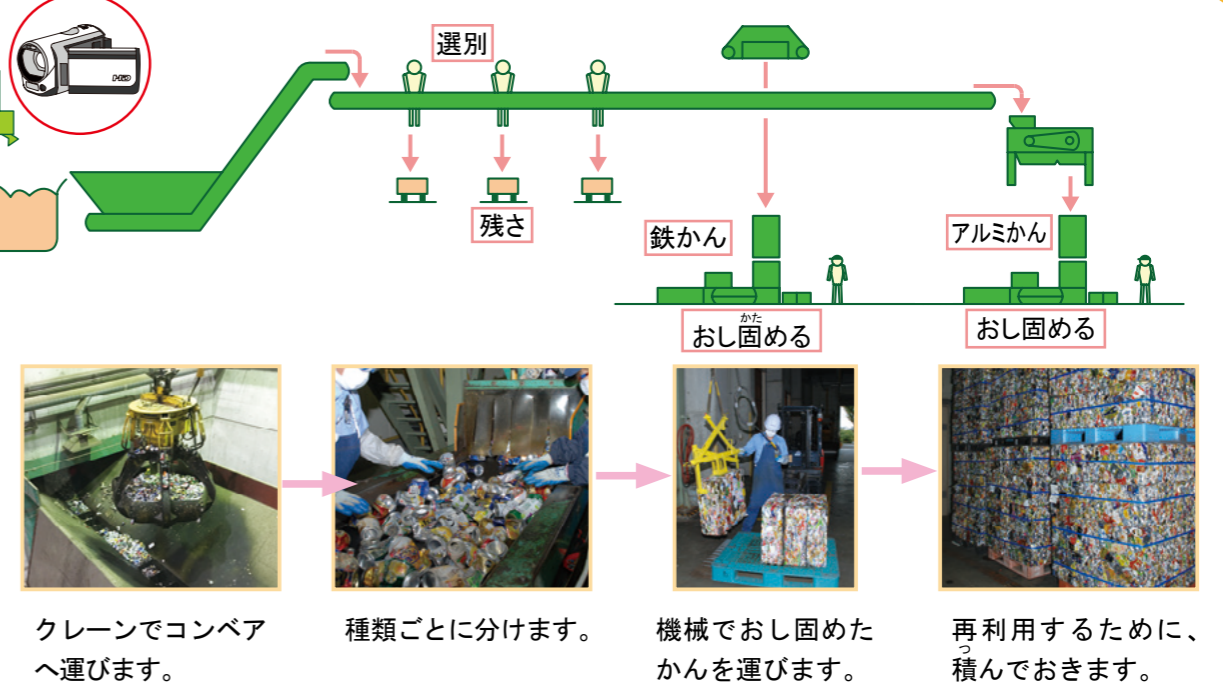 選別
残さ
鉄かん
アルミかん
かた
おし固める
おし固める
クレーンでコンベア
へ運びます。
種類ごとに分けます。
機械でおし固めた
かんを運びます。
再利用するために、
っ
積んでおきます。